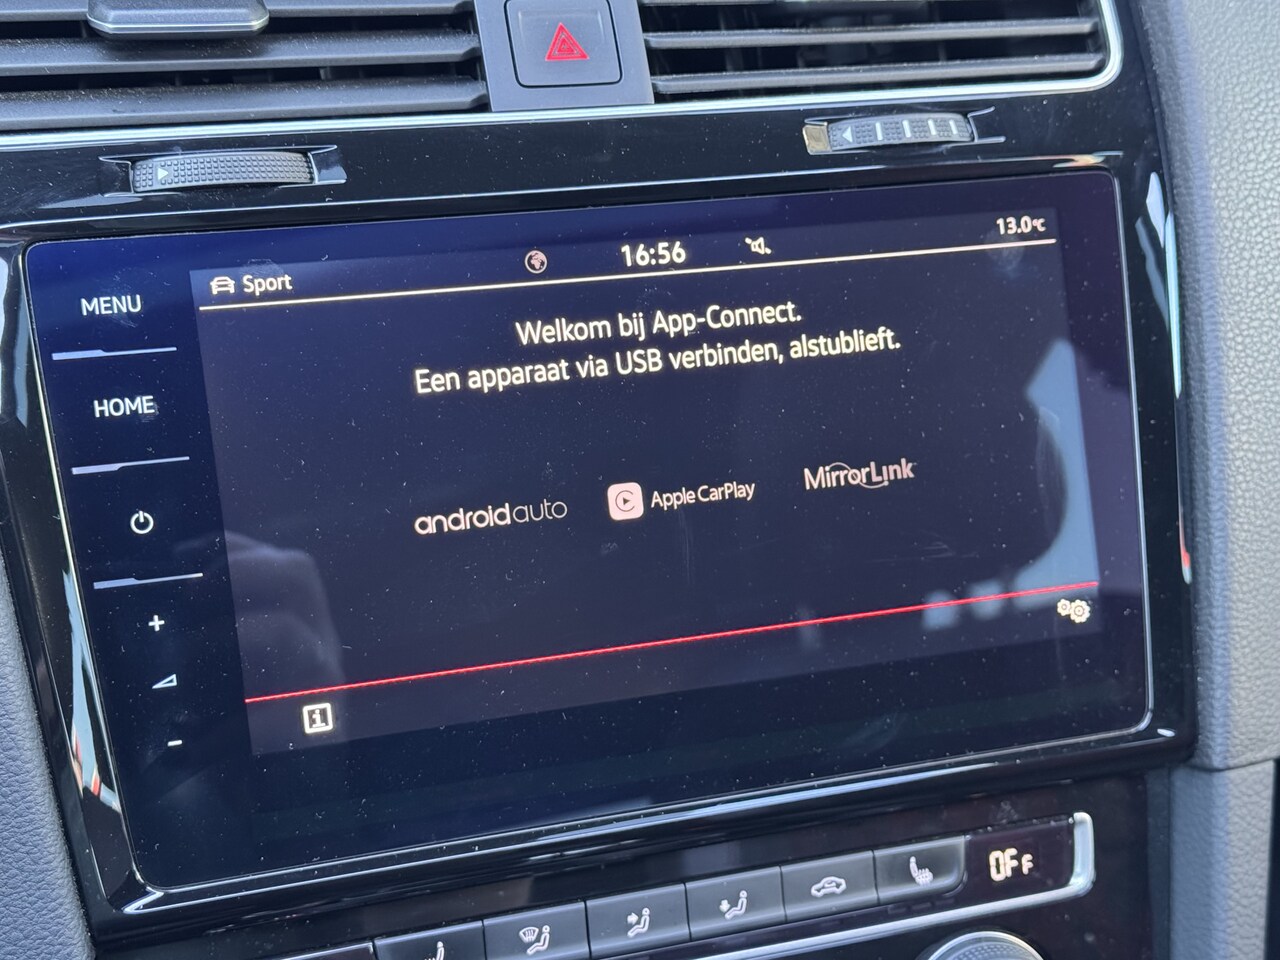 16:56
13.0°C
Sport
MENU
Welkom bij App-Connect.
Een apparaat via USB verbinden, alstublieft.
HOME
androidauto
Apple CarPlay
MirrorLink
+
-
i
OFF